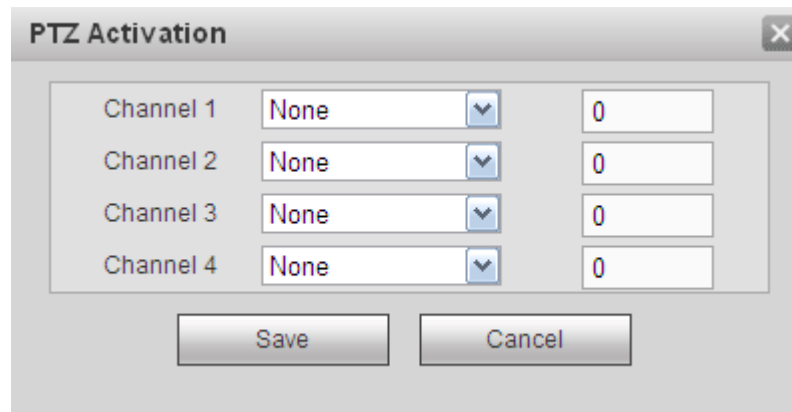 PTZ Activation
Channel 1 None 0
Channel 2 None 0
Channel 3 None 0
Channel 4 None 0
Save Cancel